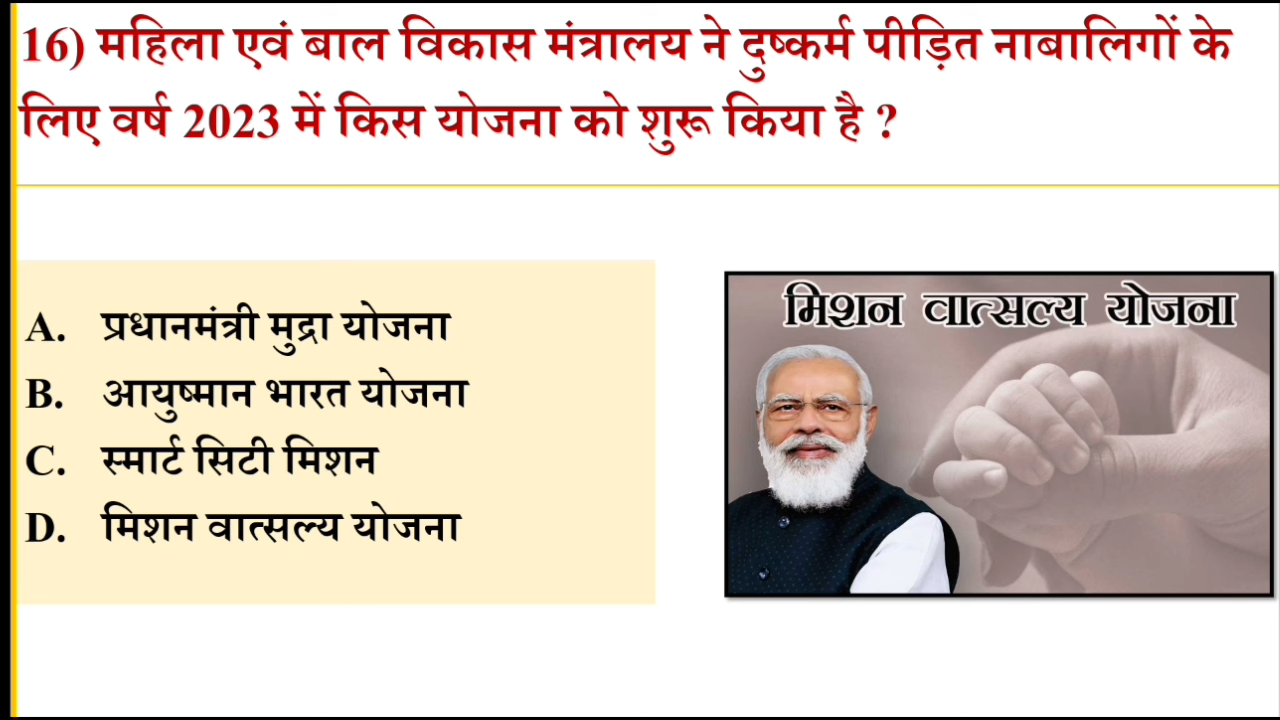 16) महिला एवं बाल विकास मंत्रालय ने दुष्कर्म पीड़ित नाबालिगों के
लिए वर्ष 2023 में किस योजना को शुरू किया है ?
A. प्रधानमंत्री मुद्रा योजना
B. आयुष्मान भारत योजना
C. स्मार्ट सिटी मिशन
D. मिशन वात्सल्य योजना
मिशन वात्सल्य योजना